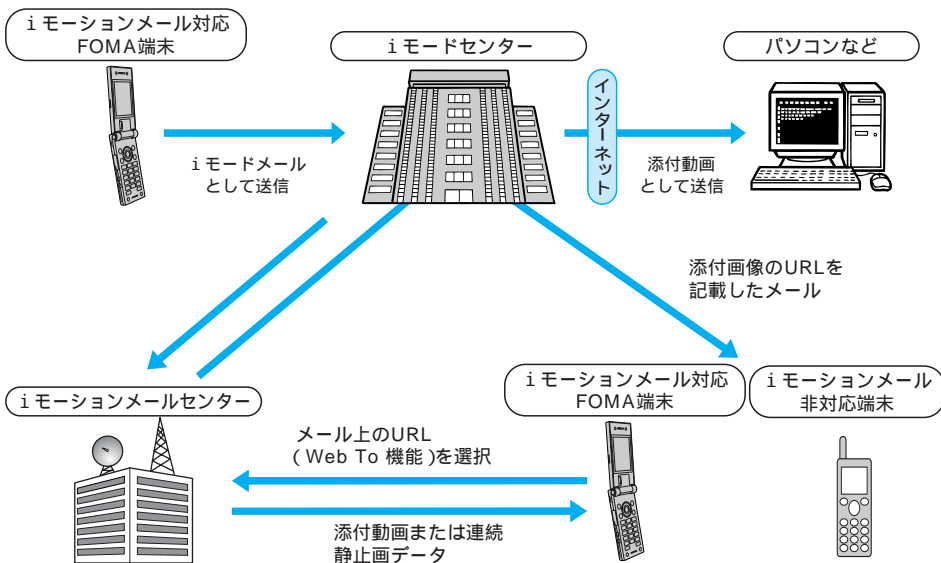 iモーションメール対応
FOMA端末
iモードセンター
パソコンなど
インターネット
iモードメール
として送信
添付動画
として送信
添付画像のURLを
記載したメール
iモーションメールセンター
iモーションメール対応
FOMA端末
iモーションメール
非対応端末
メール上のURL
(Web To 機能)を選択
添付動画または連続
静止画データ